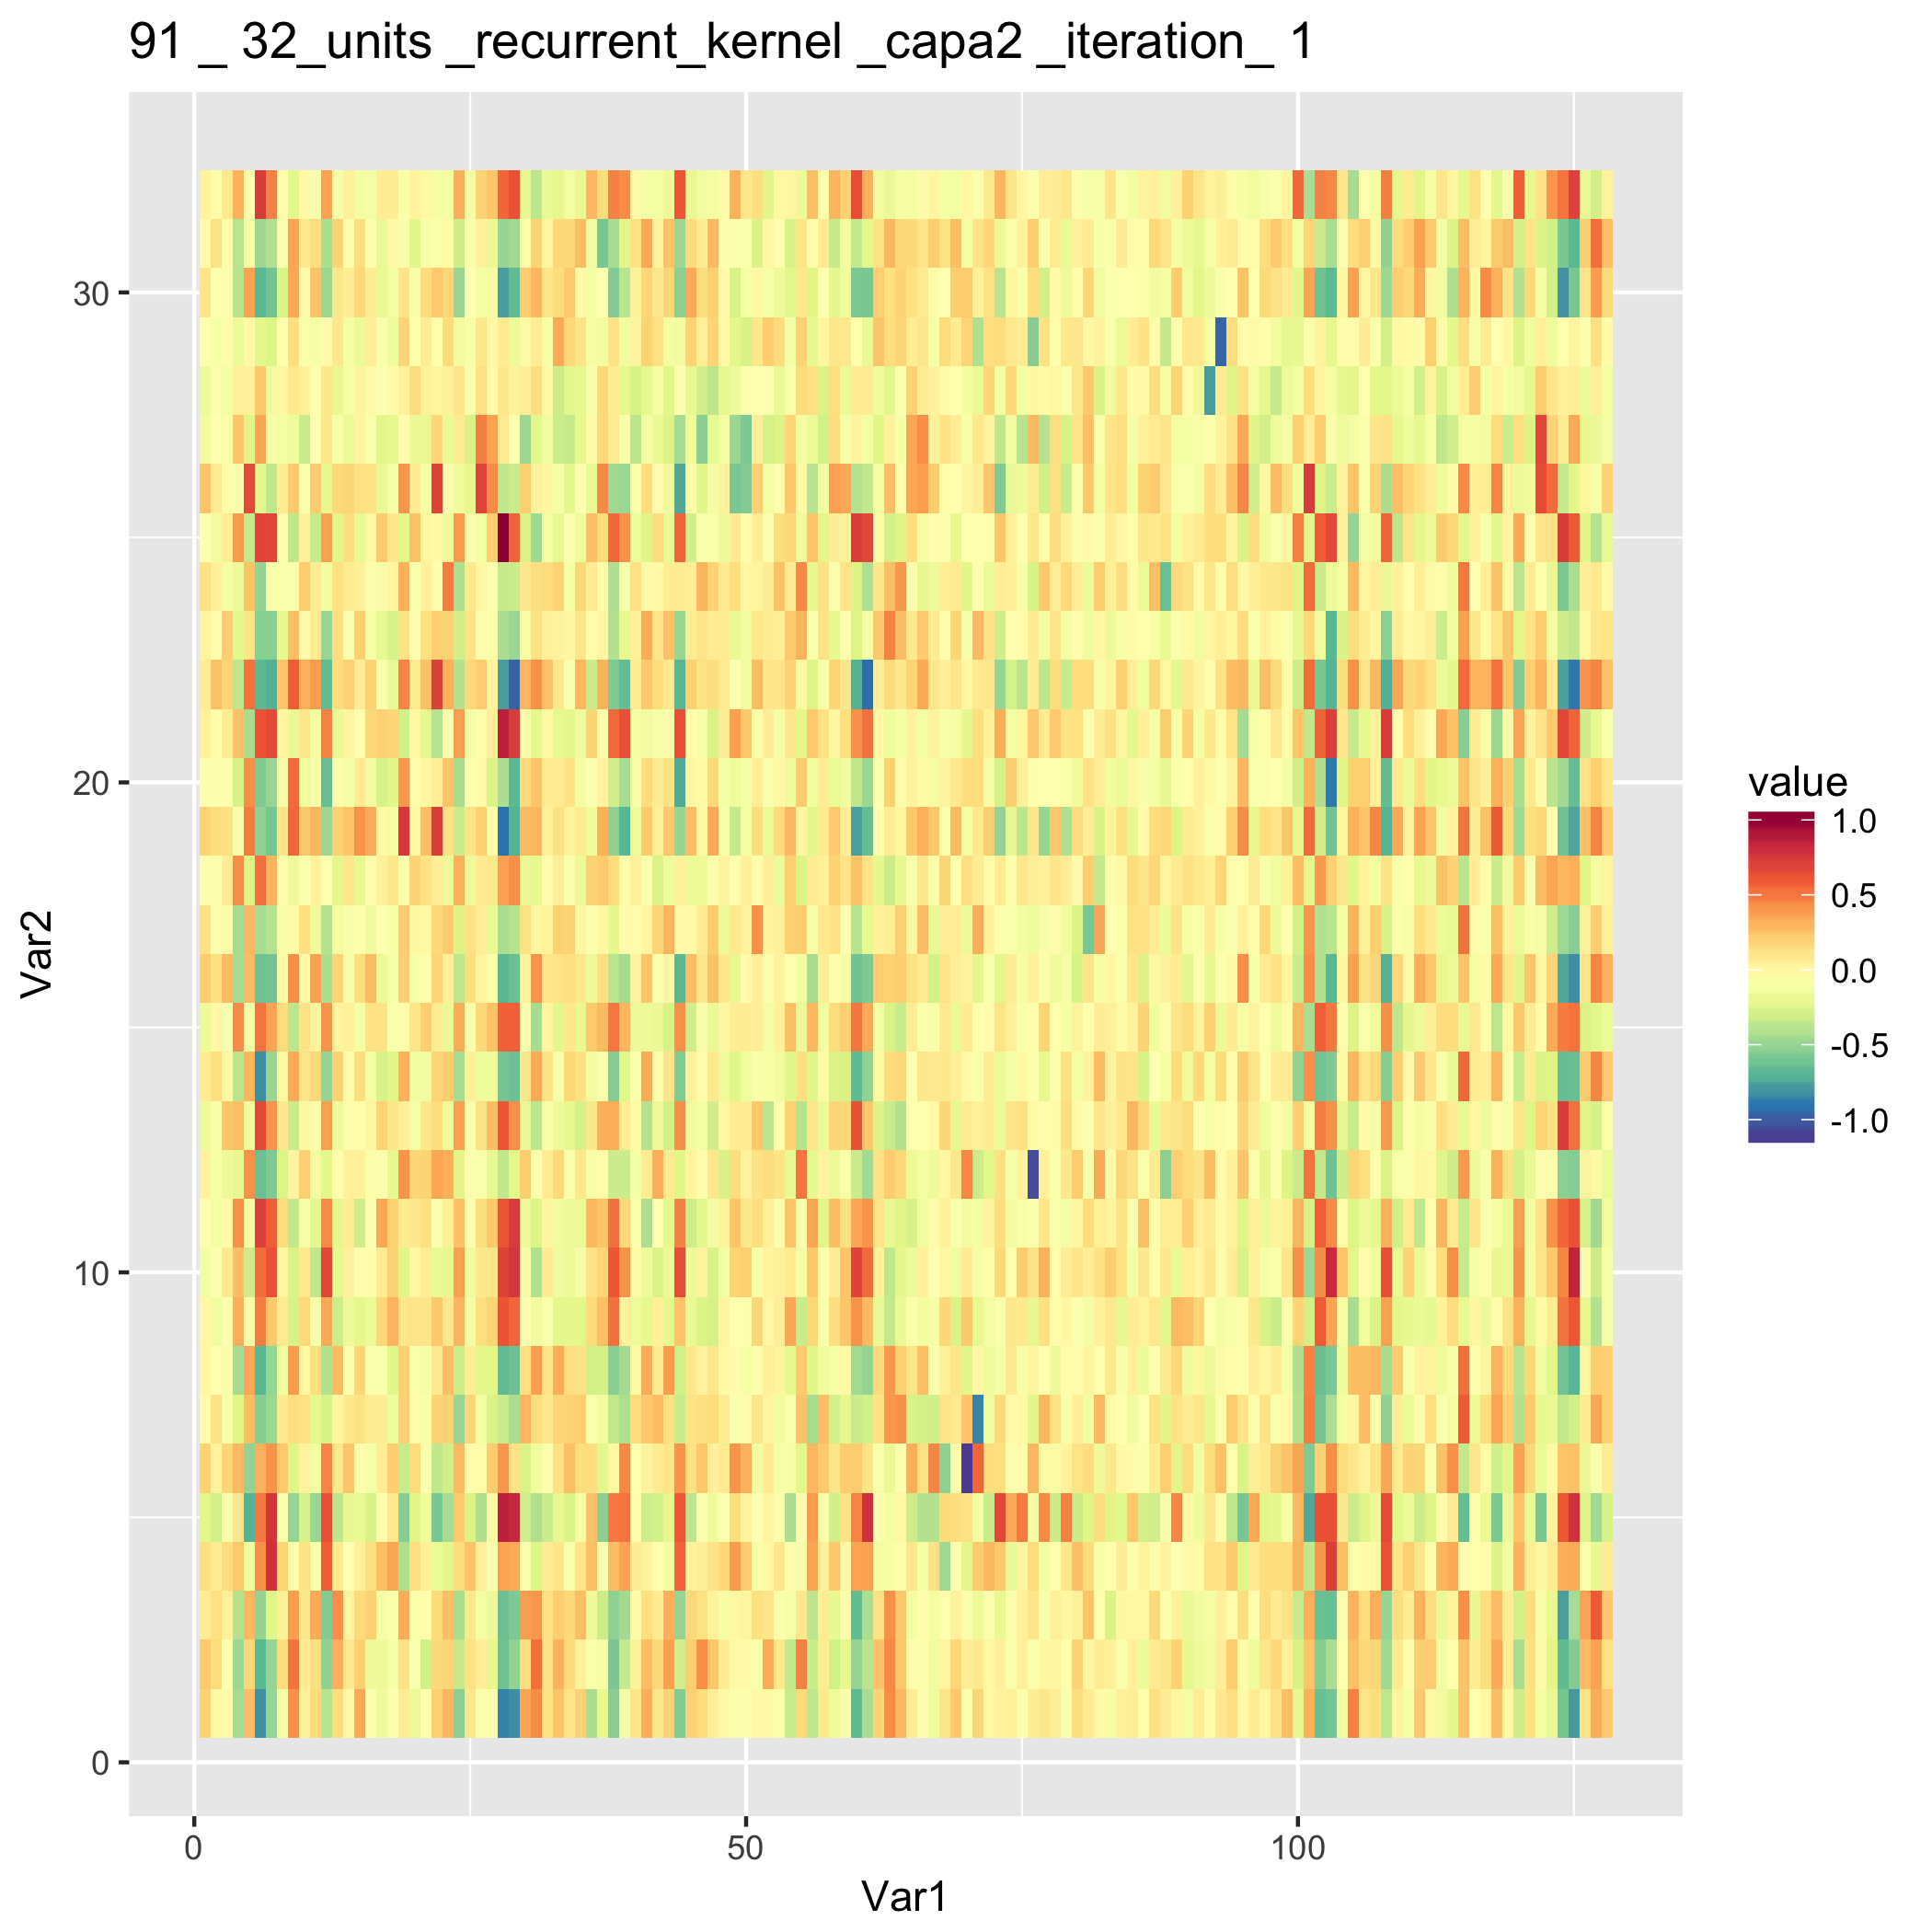 91 _ 32_units _recurrent_kernel _capa2 _iteration_ 1
30
20
10
0
Var2
0 50 100
Var1
value
1.0
0.5
0.0
-0.5
-1.0